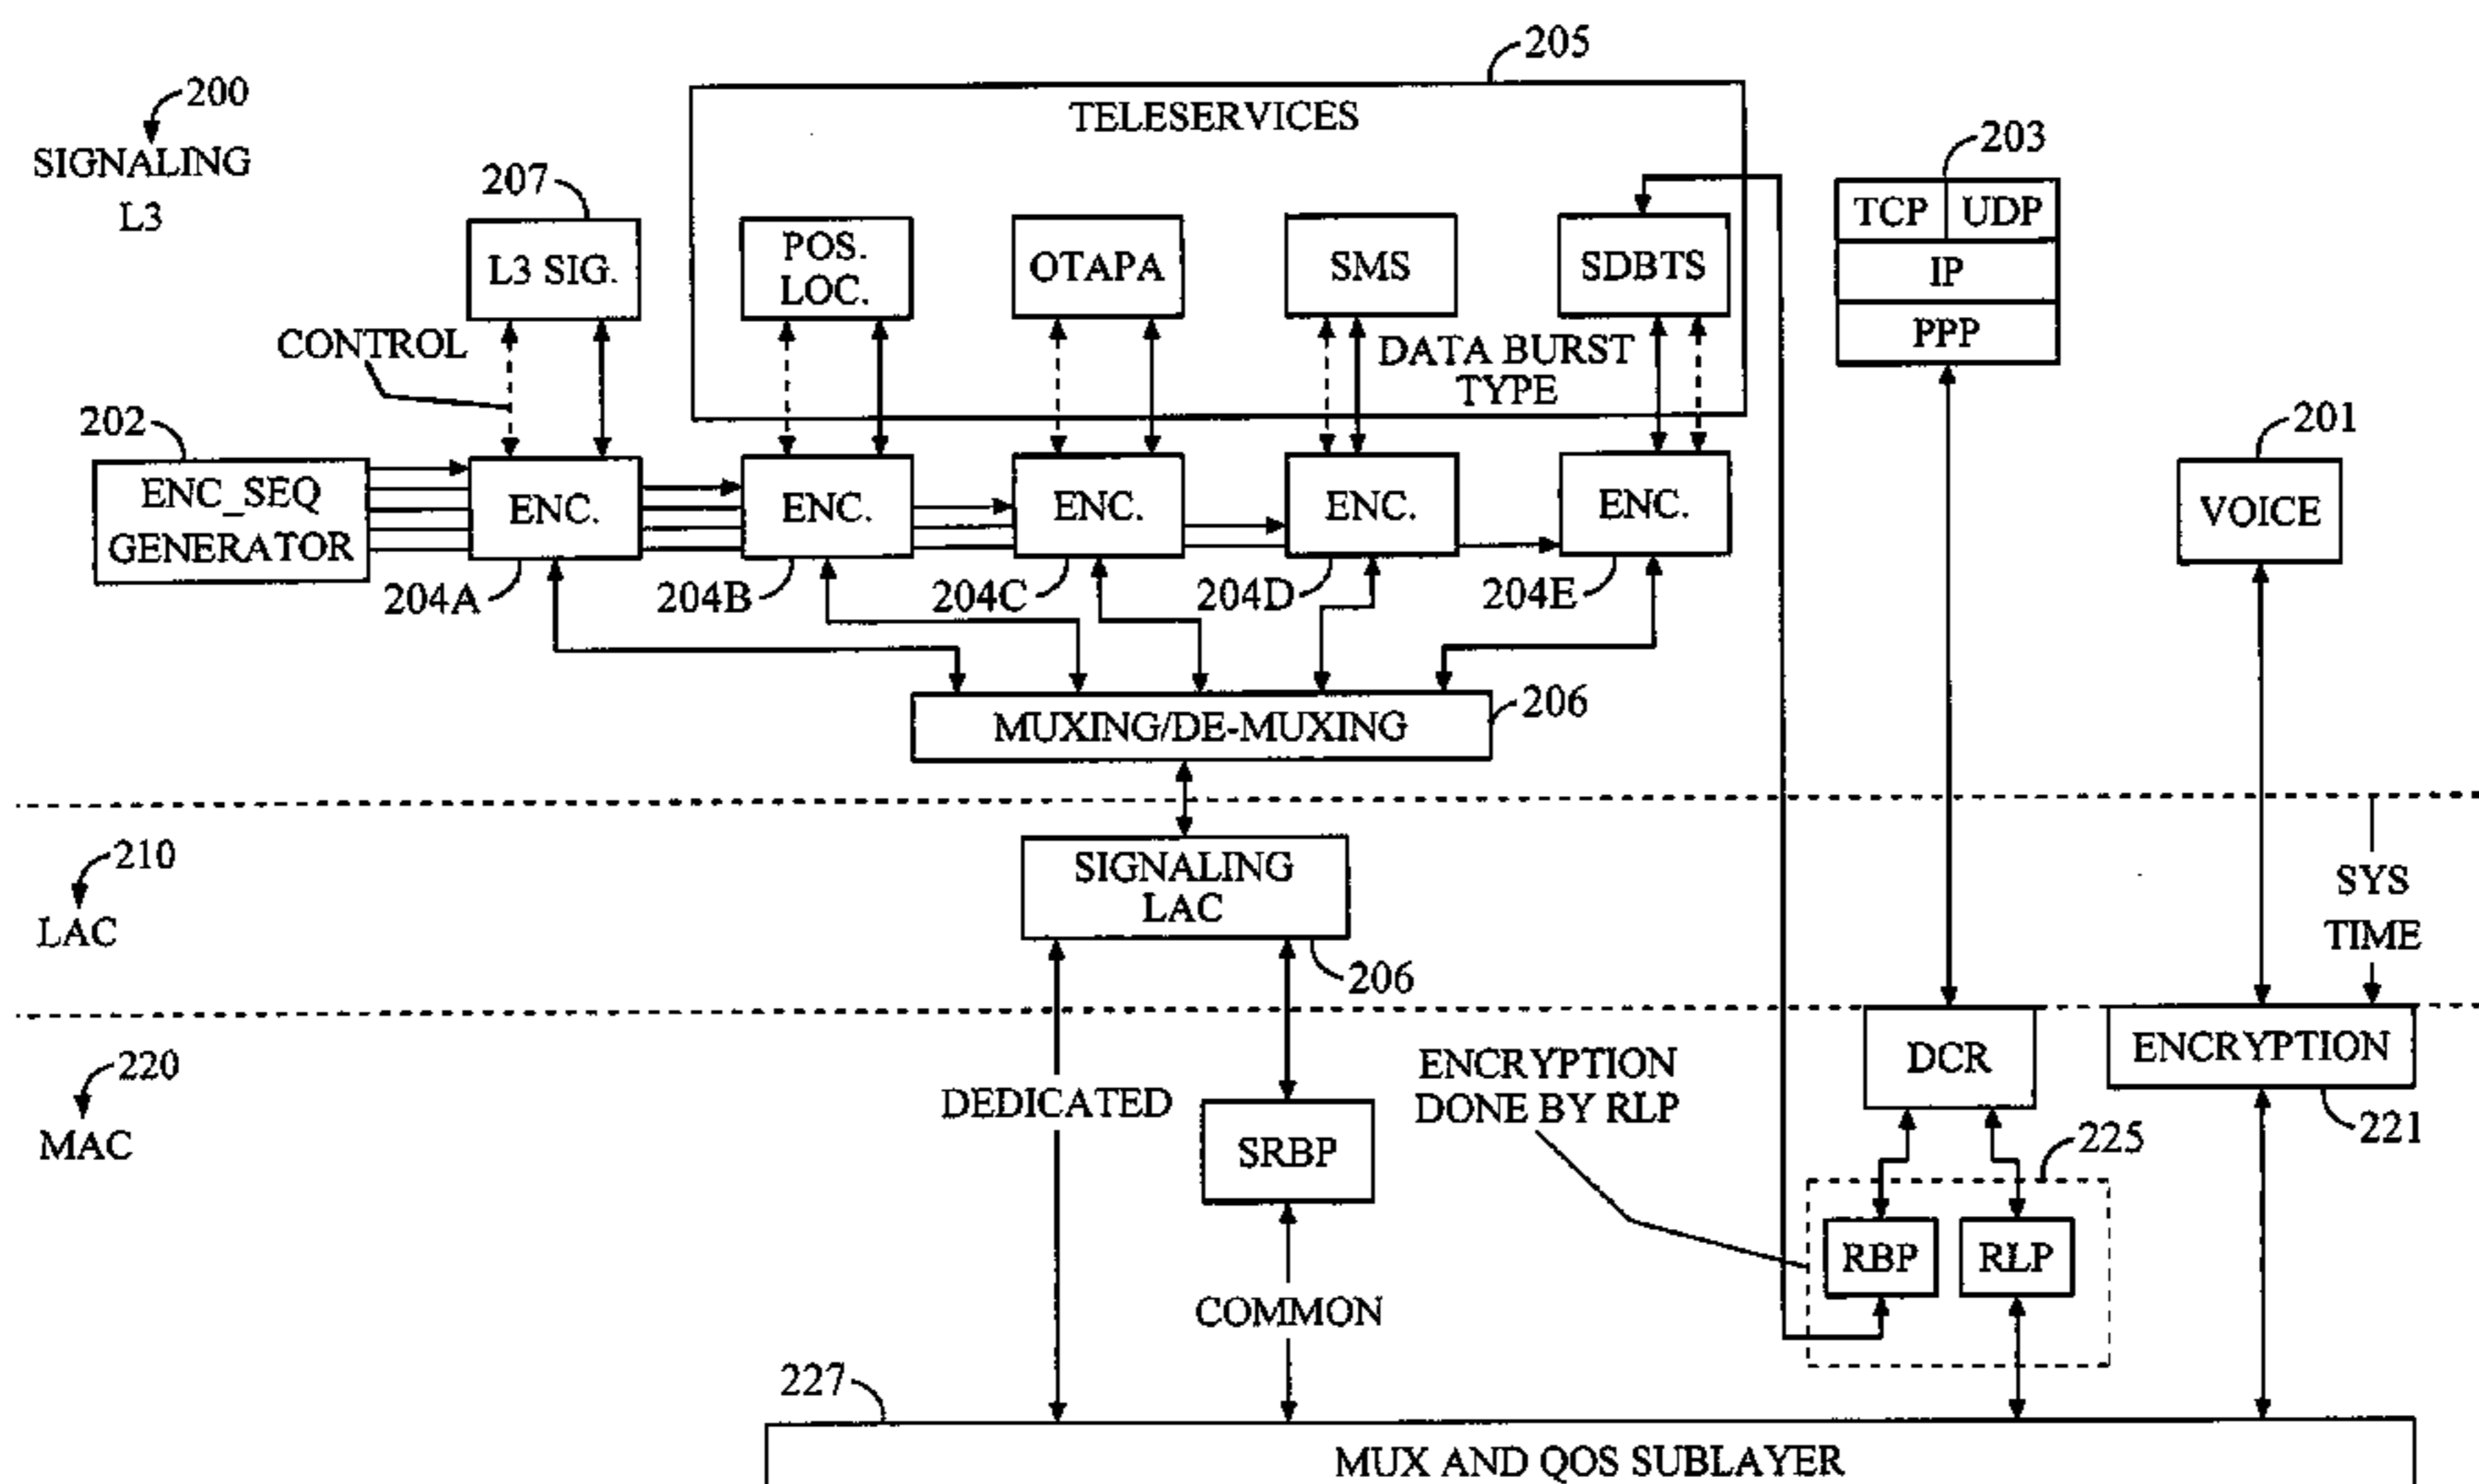 205
200
SIGNALING
L3
TELESERVICES
203
TCP UDP
IP
PPP
207
L3 SIG.
POS.
LOC.
OTAPA
SMS
SDBTS
CONTROL
DATA BURST
TYPE
202
ENC_SEQ
GENERATOR
ENC.
ENC.
ENC.
ENC.
ENC.
204A
204B
204C
204D
204E
201
VOICE
MUXING/DE-MUXING
206
210
LAC
SIGNALING
LAC
206
SYS
TIME
220
MAC
DEDICATED
SRBP
COMMON
ENCRYPTION
DONE BY RLP
DCR
ENCRYPTION
221
225
RBP
RLP
227
MUX AND QOS SUBLAYER